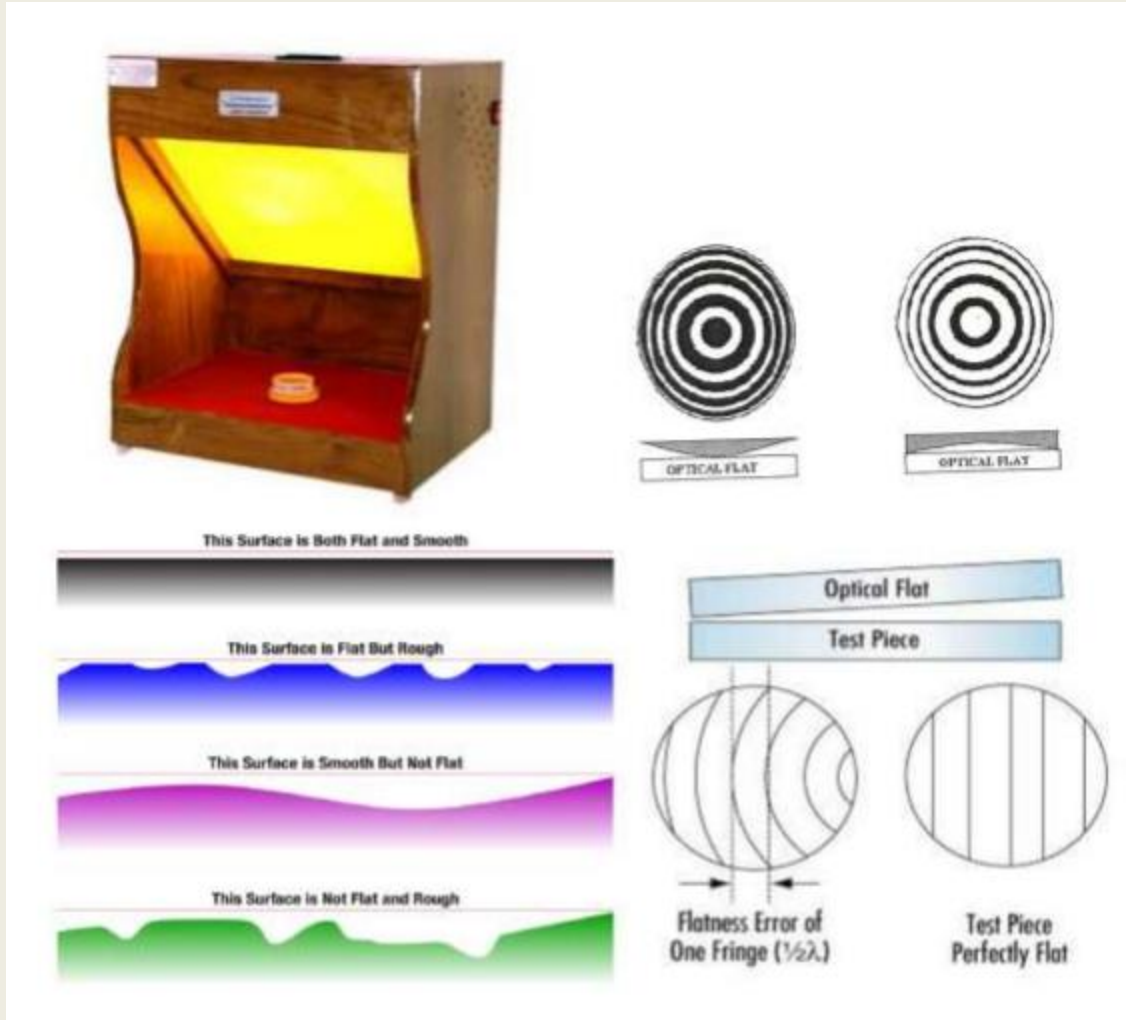 OPTICAL FLAT
OPTICAL FLAT
This Surface is Both Flat and Smooth
This Surface is Flat But Rough
This Surface is Smooth But Not Flat
This Surface is Not Flat and Rough
Optical Flat
Test Piece
Flatness Error of
One Fringe (½λ)
Test Piece
Perfectly Flat